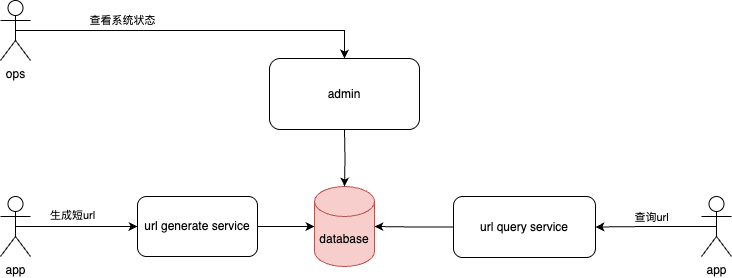 查看系统状态
ops
admin
生成短url
url generate service
database
url query service
查询url
app
app